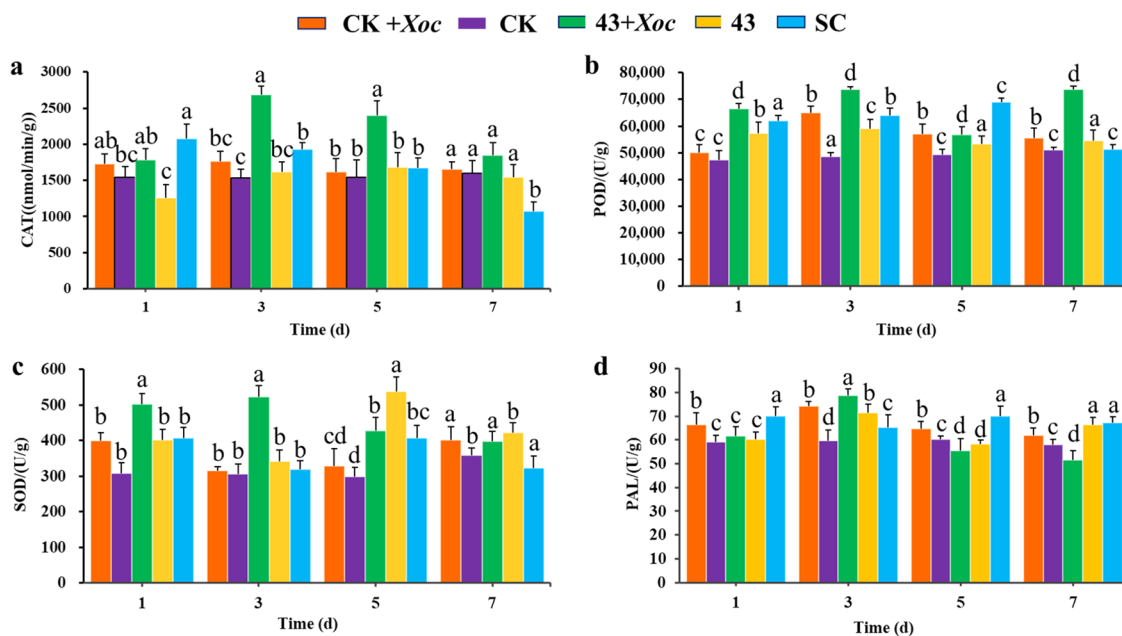 CK +Xoc CK 43+Xoc 43 SC
a
CAT((nmol/min/g))
3000
2500
2000
1500
1000
500
0
ab bc ab c a
bc c a bc b
b b a b b
a a a a b
1 3 5 7
Time (d)
b
POD/(U/g)
80,000
70,000
60,000
50,000
40,000
30,000
20,000
10,000
0
c c d b a
b a d c b
b c d a c
b c d a c
1 3 5 7
Time (d)
c
SOD/(U/g)
600
500
400
300
200
100
0
b b a b b
b b a b b
cd d b a bc
a b a b a
1 3 5 7
Time (d)
d
PAL/(U/g)
90
80
70
60
50
40
30
20
10
0
b c c c a
b d a b c
b c d d a
b c d a a
1 3 5 7
Time (d)